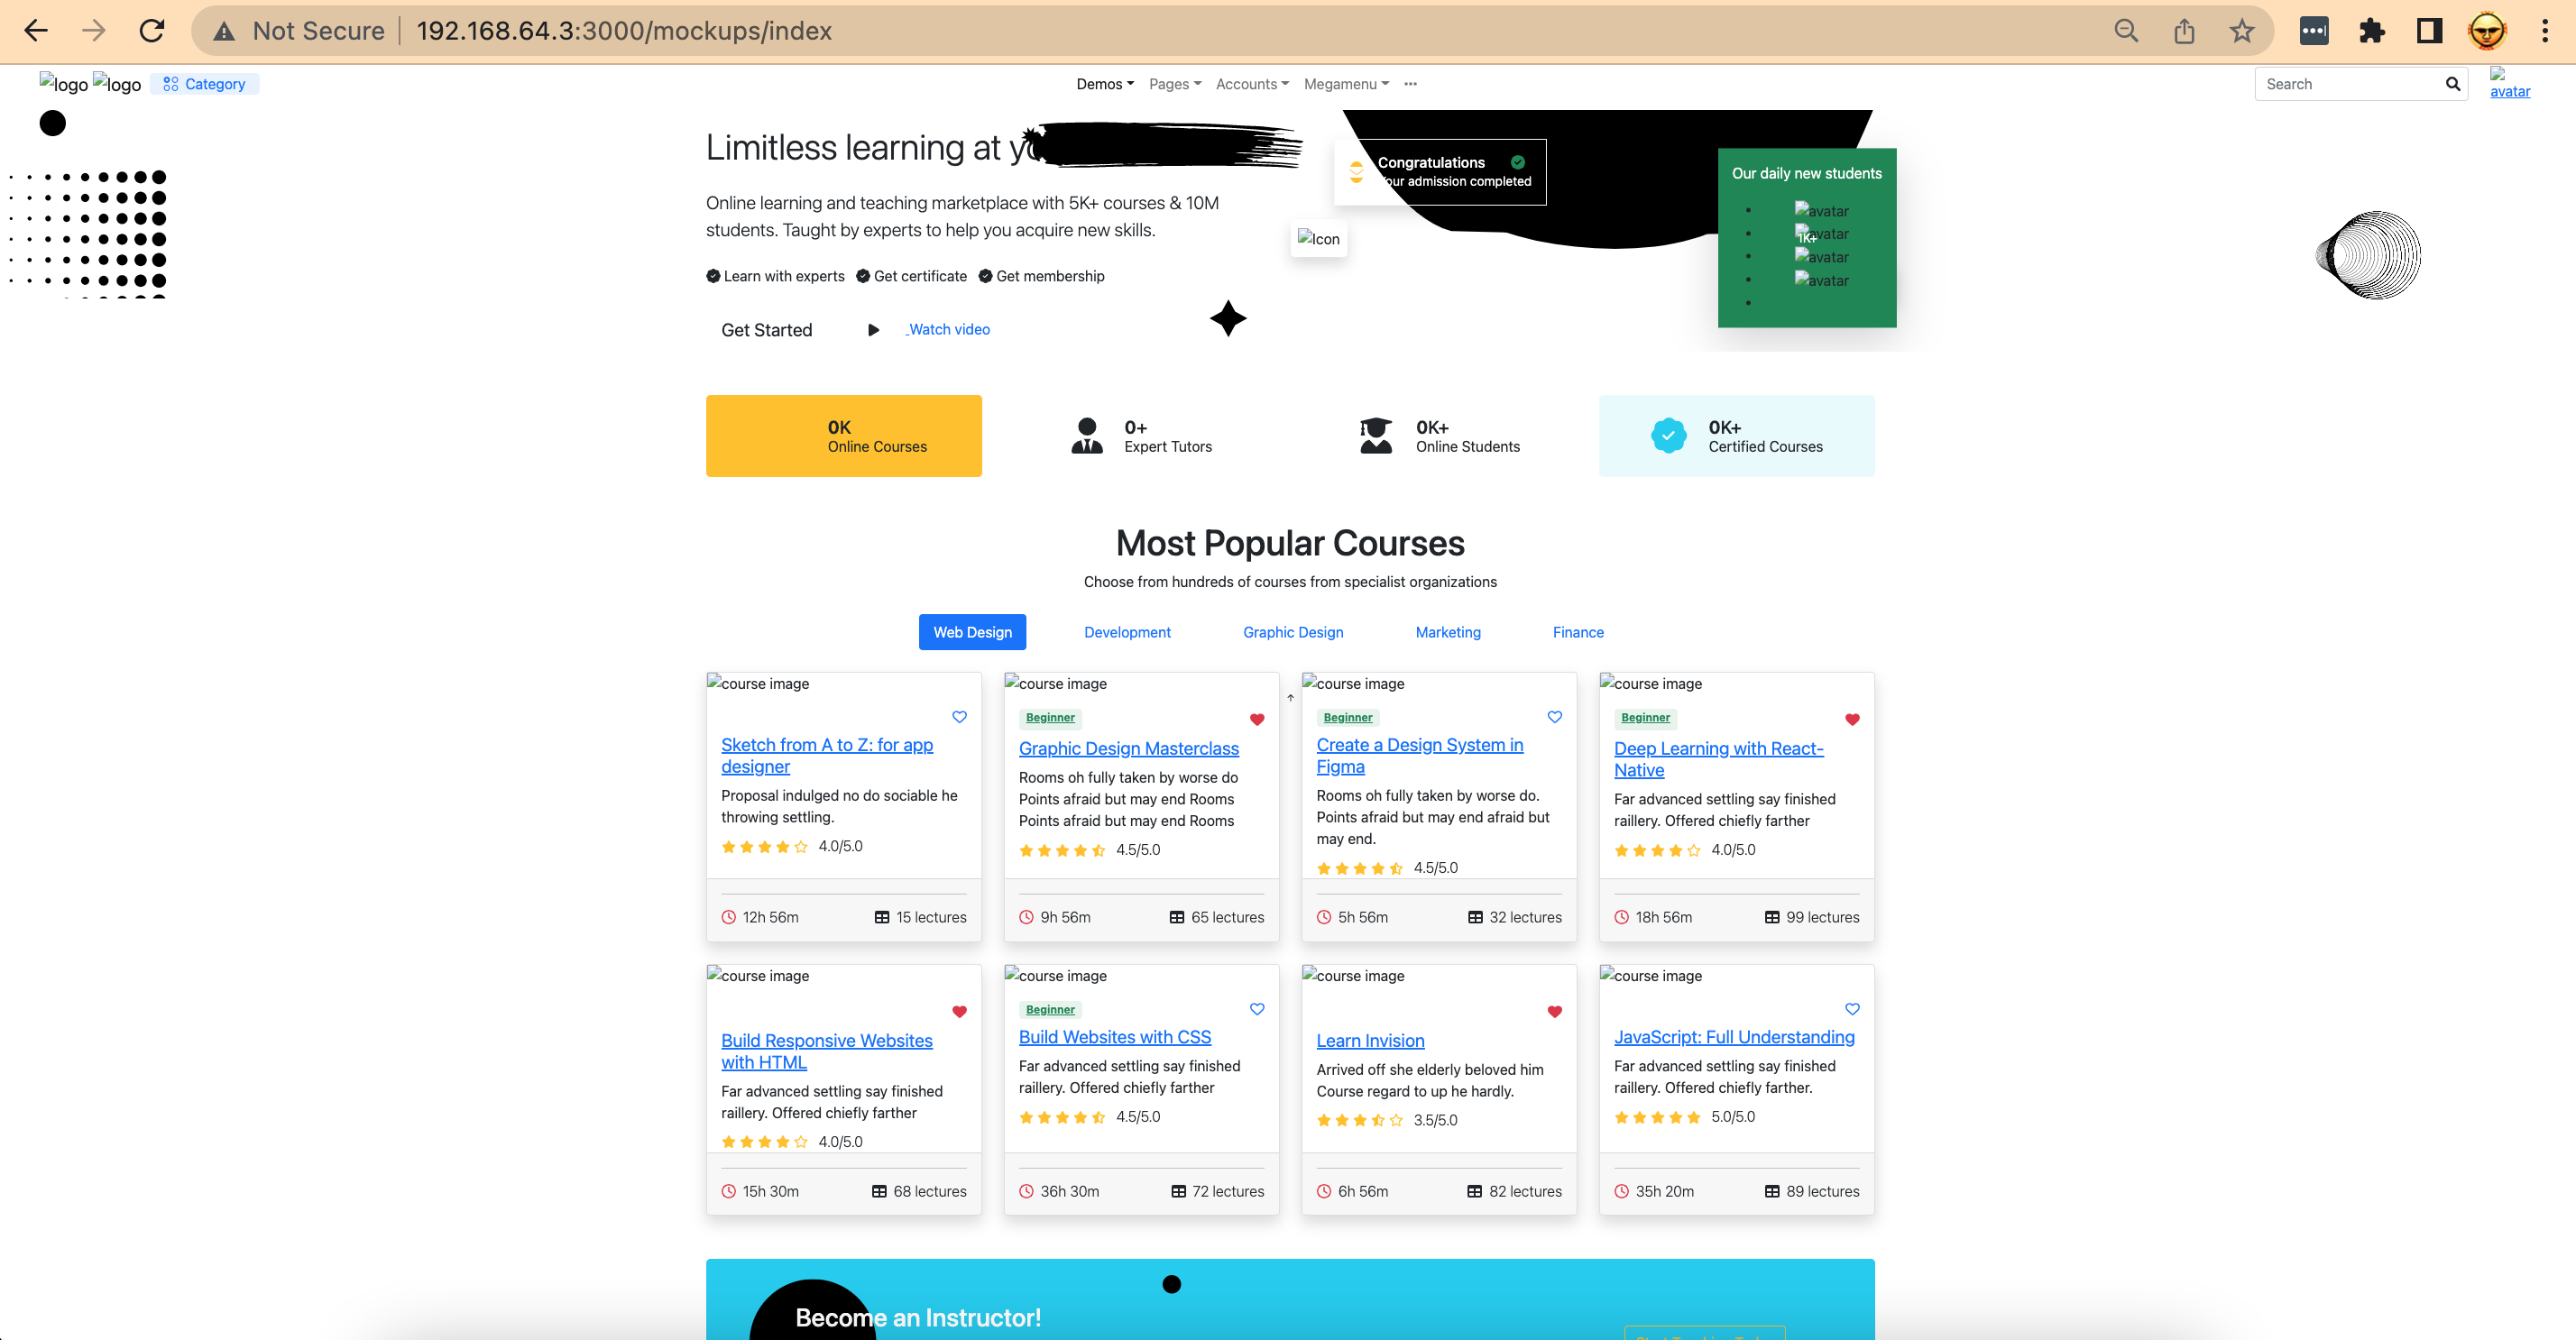 Not Secure 192.168.64.3:3000/mockups/index
logo logo Category Demos Pages Accounts Megamenu Search avatar
Limitless learning at
Congratulations
Your admission completed
Our daily new students
avatar
avatar
1K+
avatar
avatar
Icon
Online learning and teaching marketplace with 5K+ courses & 10M
students. Taught by experts to help you acquire new skills.
Learn with experts Get certificate Get membership
Get Started Watch video
0K
Online Courses
0+
Expert Tutors
0K+
Online Students
0K+
Certified Courses
Most Popular Courses
Choose from hundreds of courses from specialist organizations
Web Design Development Graphic Design Marketing Finance
course image
Sketch from A to Z: for app
designer
Proposal indulged no do sociable he
throwing settling.
4.0/5.0
12h 56m 15 lectures
course image
Beginner
Graphic Design Masterclass
Rooms oh fully taken by worse do
Points afraid but may end Rooms
Points afraid but may end Rooms
4.5/5.0
9h 56m 65 lectures
course image
Beginner
Create a Design System in
Figma
Rooms oh fully taken by worse do.
Points afraid but may end afraid but
may end.
4.5/5.0
5h 56m 32 lectures
course image
Beginner
Deep Learning with React-
Native
Far advanced settling say finished
raillery. Offered chiefly farther
4.0/5.0
18h 56m 99 lectures
course image
Build Responsive Websites
with HTML
Far advanced settling say finished
raillery. Offered chiefly farther
4.0/5.0
15h 30m 68 lectures
course image
Beginner
Build Websites with CSS
Far advanced settling say finished
raillery. Offered chiefly farther
4.5/5.0
36h 30m 72 lectures
course image
Learn Invision
Arrived off she elderly beloved him
Course regard to up he hardly.
3.5/5.0
6h 56m 82 lectures
course image
JavaScript: Full Understanding
Far advanced settling say finished
raillery. Offered chiefly farther.
5.0/5.0
35h 20m 89 lectures
Become an Instructor!